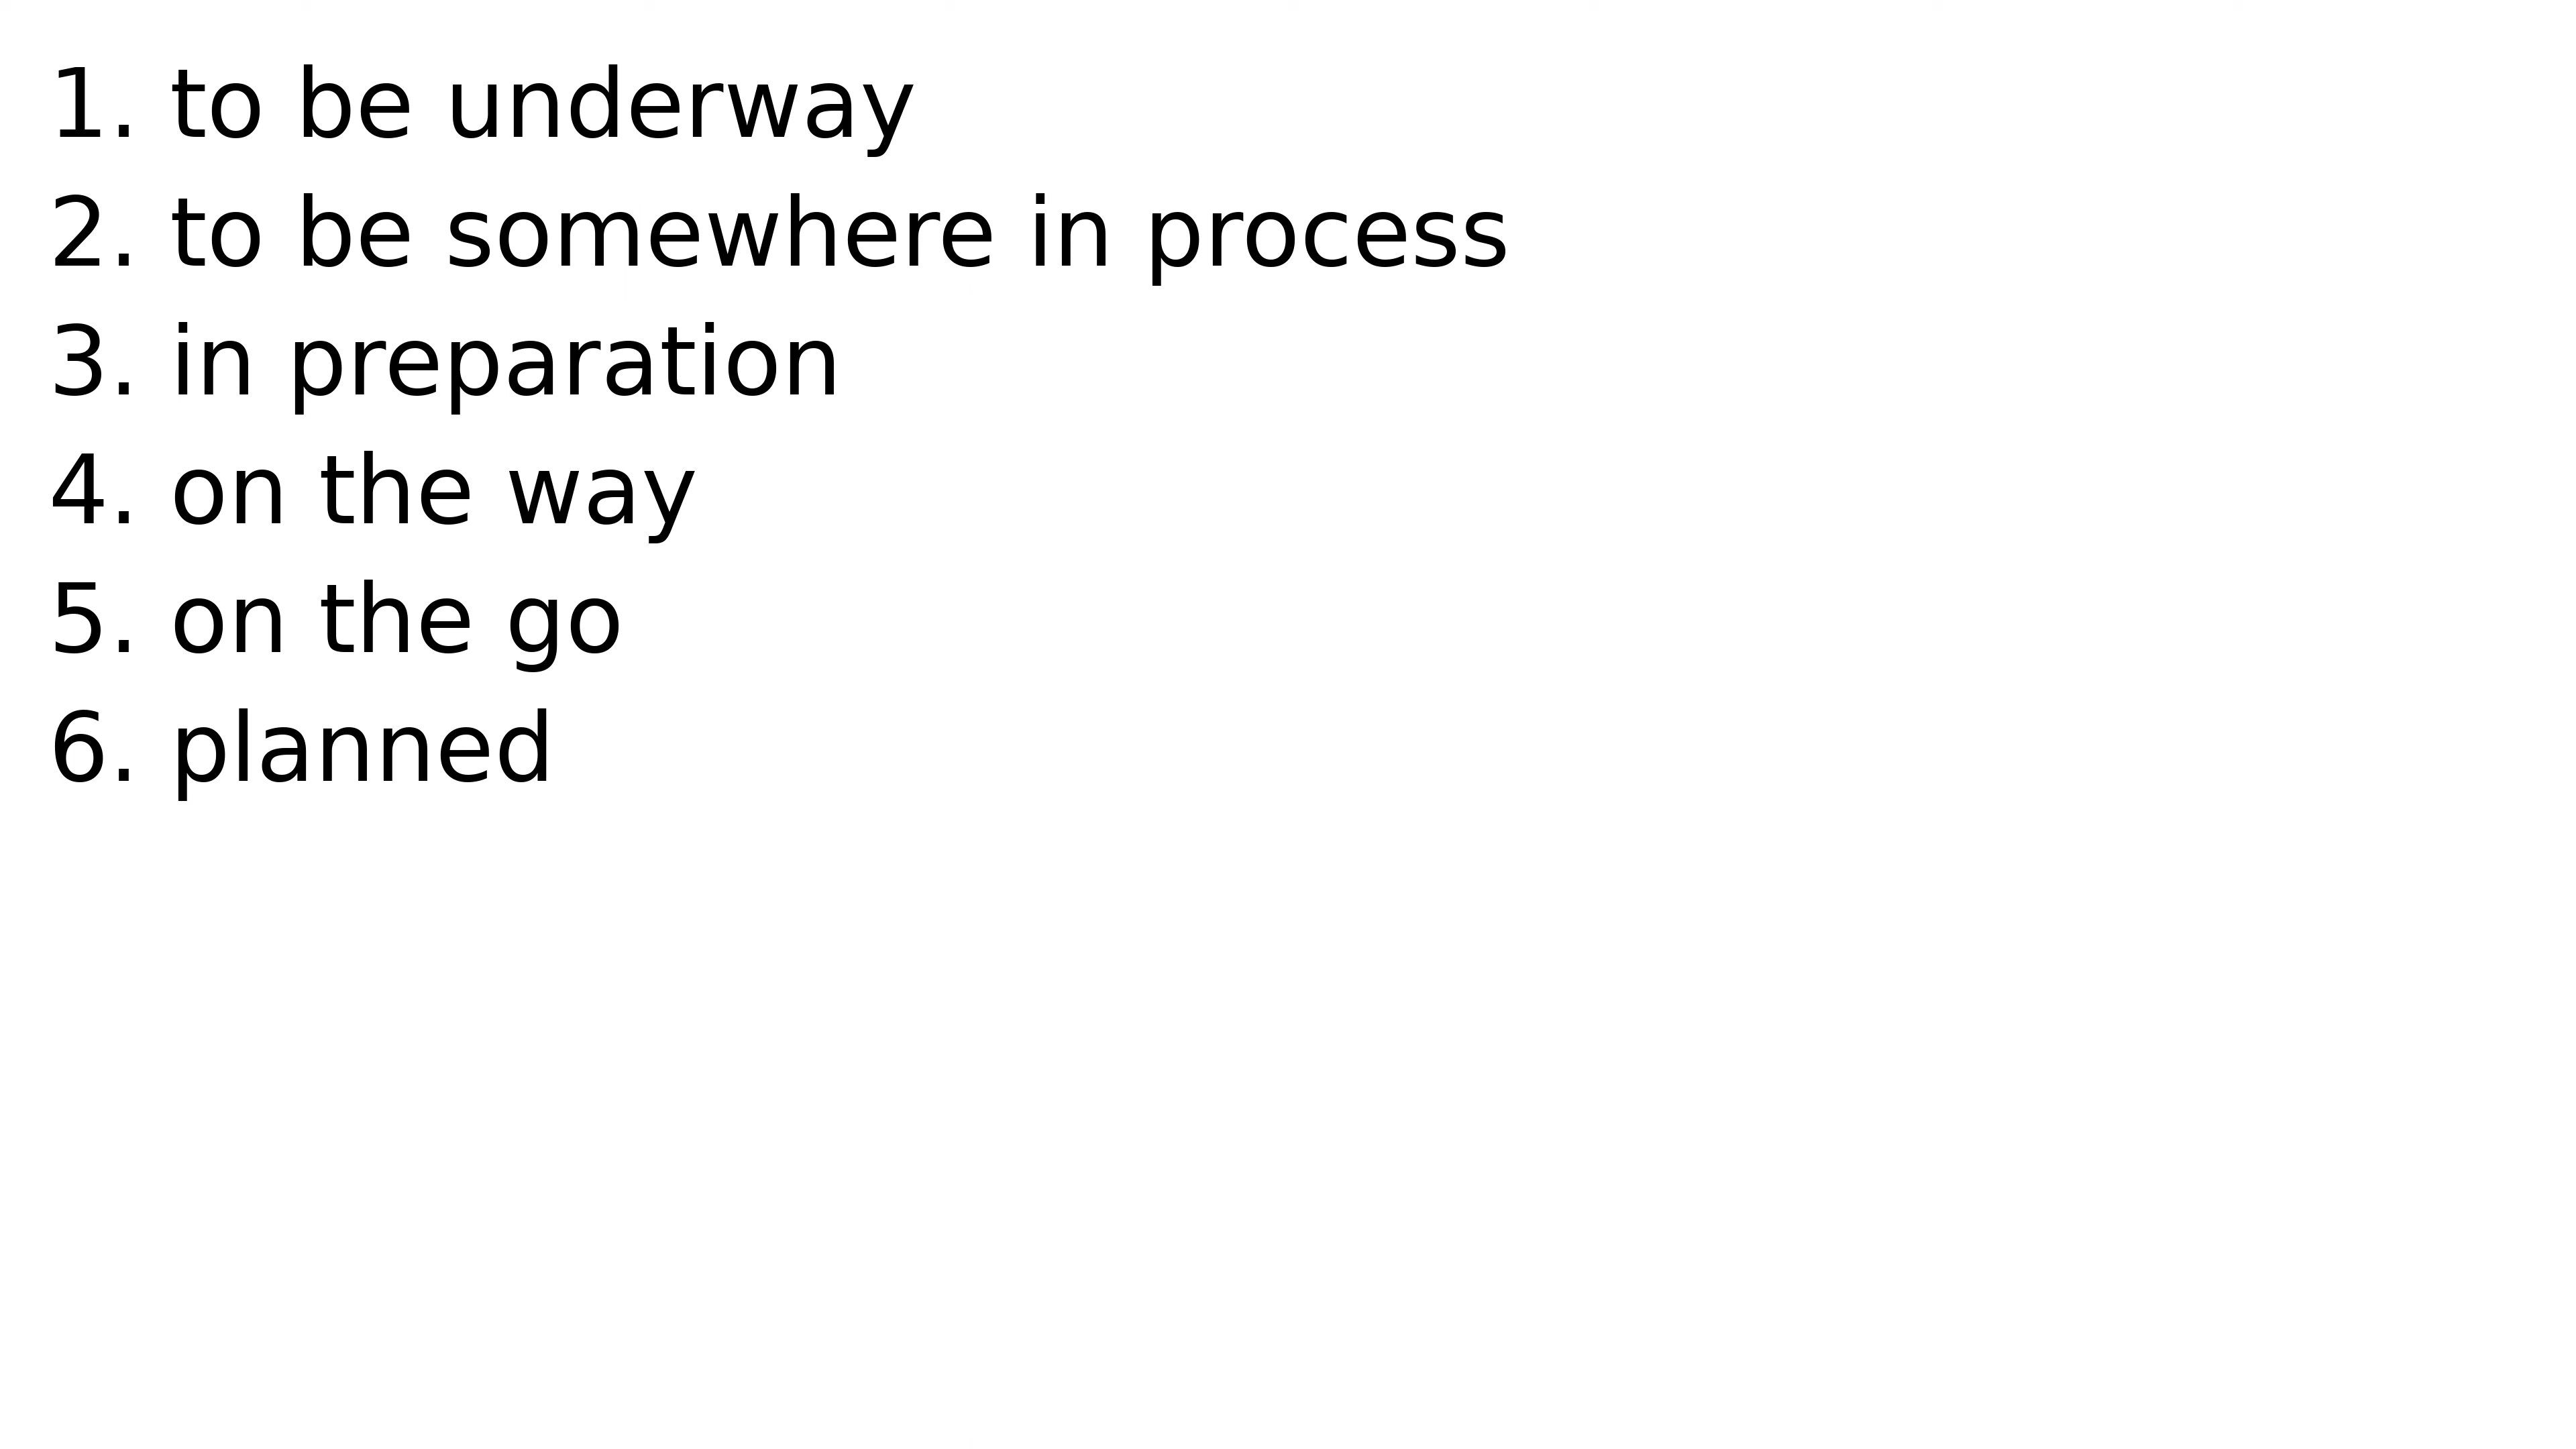 1. to be underway
2. to be somewhere in process
3. in preparation
4. on the way
5. on the go
6. planned